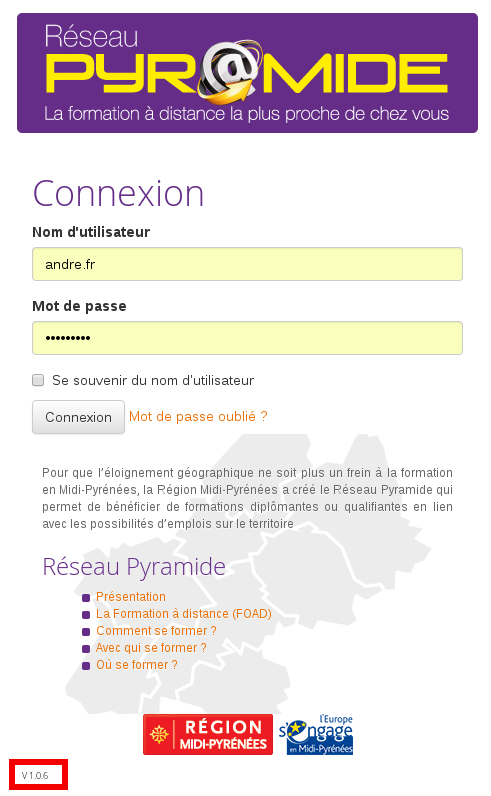 Réseau
PYR@MIDE
La formation à distance la plus proche de chez vous
Connexion
Nom d'utilisateur
andre.fr
Mot de passe
•••••••••
Se souvenir du nom d'utilisateur
Connexion Mot de passe oublié ?
Pour que l'éloignement géographique ne soit plus un frein à la formation
en Midi-Pyrénées, la Région Midi-Pyrénées a créé le Réseau Pyramide qui
permet de bénéficier de formations diplômantes ou qualifiantes en lien
avec les possibilités d'emplois sur le territoire
Réseau Pyramide
Présentation
La Formation à distance (FOAD)
Comment se former ?
Avec qui se former ?
Où se former ?
RÉGION
MIDI-PYRÉNÉES
l'Europe
s'engage
en Midi-Pyrénées
V 1.0.6